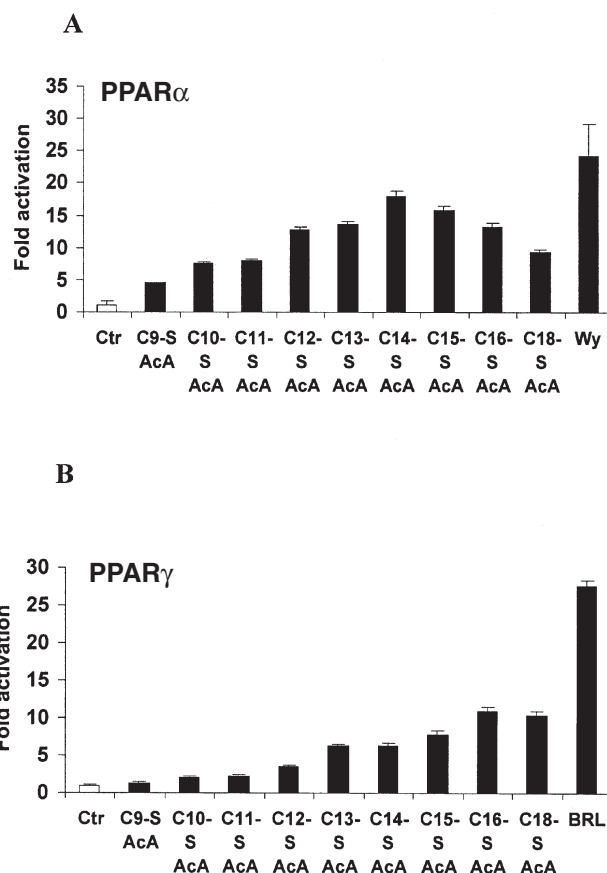 A
PPARα
Fold activation
35
30
25
20
15
10
5
0
Ctr C9-S C10- C11- C12- C13- C14- C15- C16- C18- Wy
AcA S S S S S S S S
AcA AcA AcA AcA AcA AcA AcA AcA
B
PPARγ
Fold activation
30
25
20
15
10
5
0
Ctr C9-S C10- C11- C12- C13- C14- C15- C16- C18- BRL
AcA S S S S S S S S
AcA AcA AcA AcA AcA AcA AcA AcA